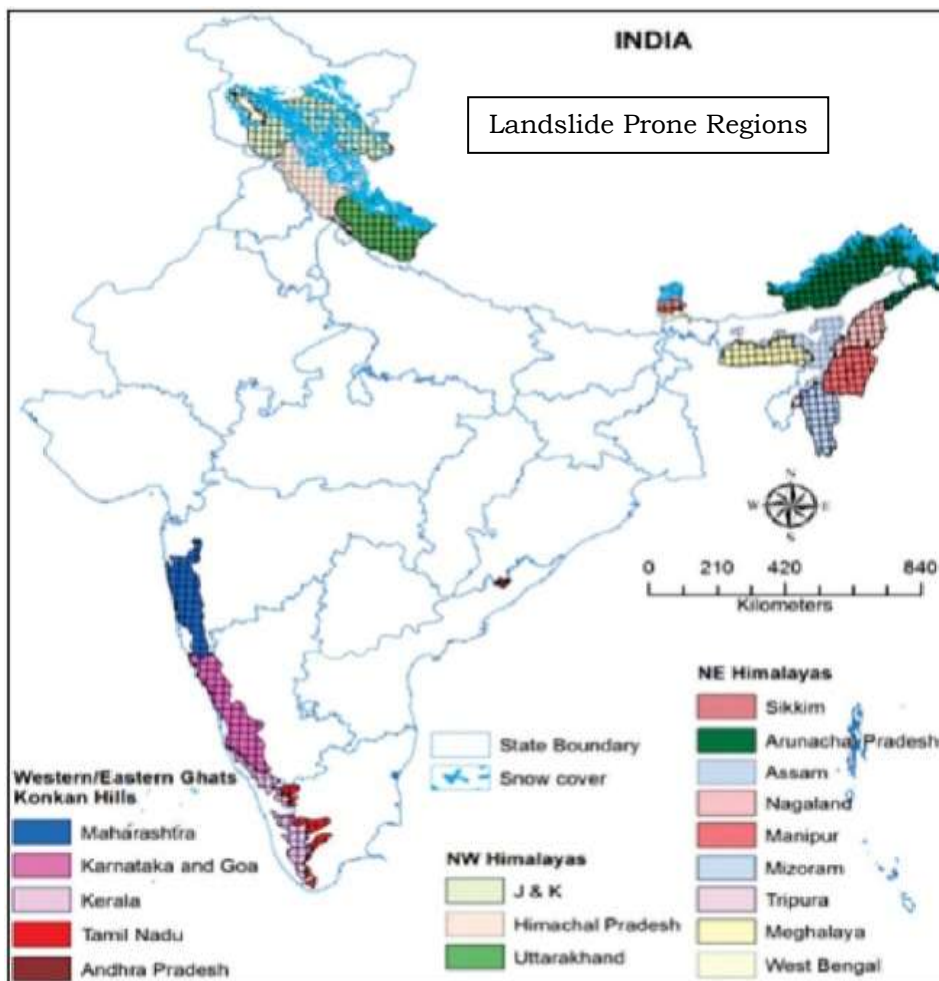 INDIA
Landslide Prone Regions
N
W E
S
0 210 420 840
Kilometers
Western/Eastern Ghats
Konkan Hills
Maharashtra
Karnataka and Goa
Kerala
Tamil Nadu
Andhra Pradesh
State Boundary
Snow cover
NW Himalayas
J & K
Himachal Pradesh
Uttarakhand
NE Himalayas
Sikkim
Arunachal Pradesh
Assam
Nagaland
Manipur
Mizoram
Tripura
Meghalaya
West Bengal